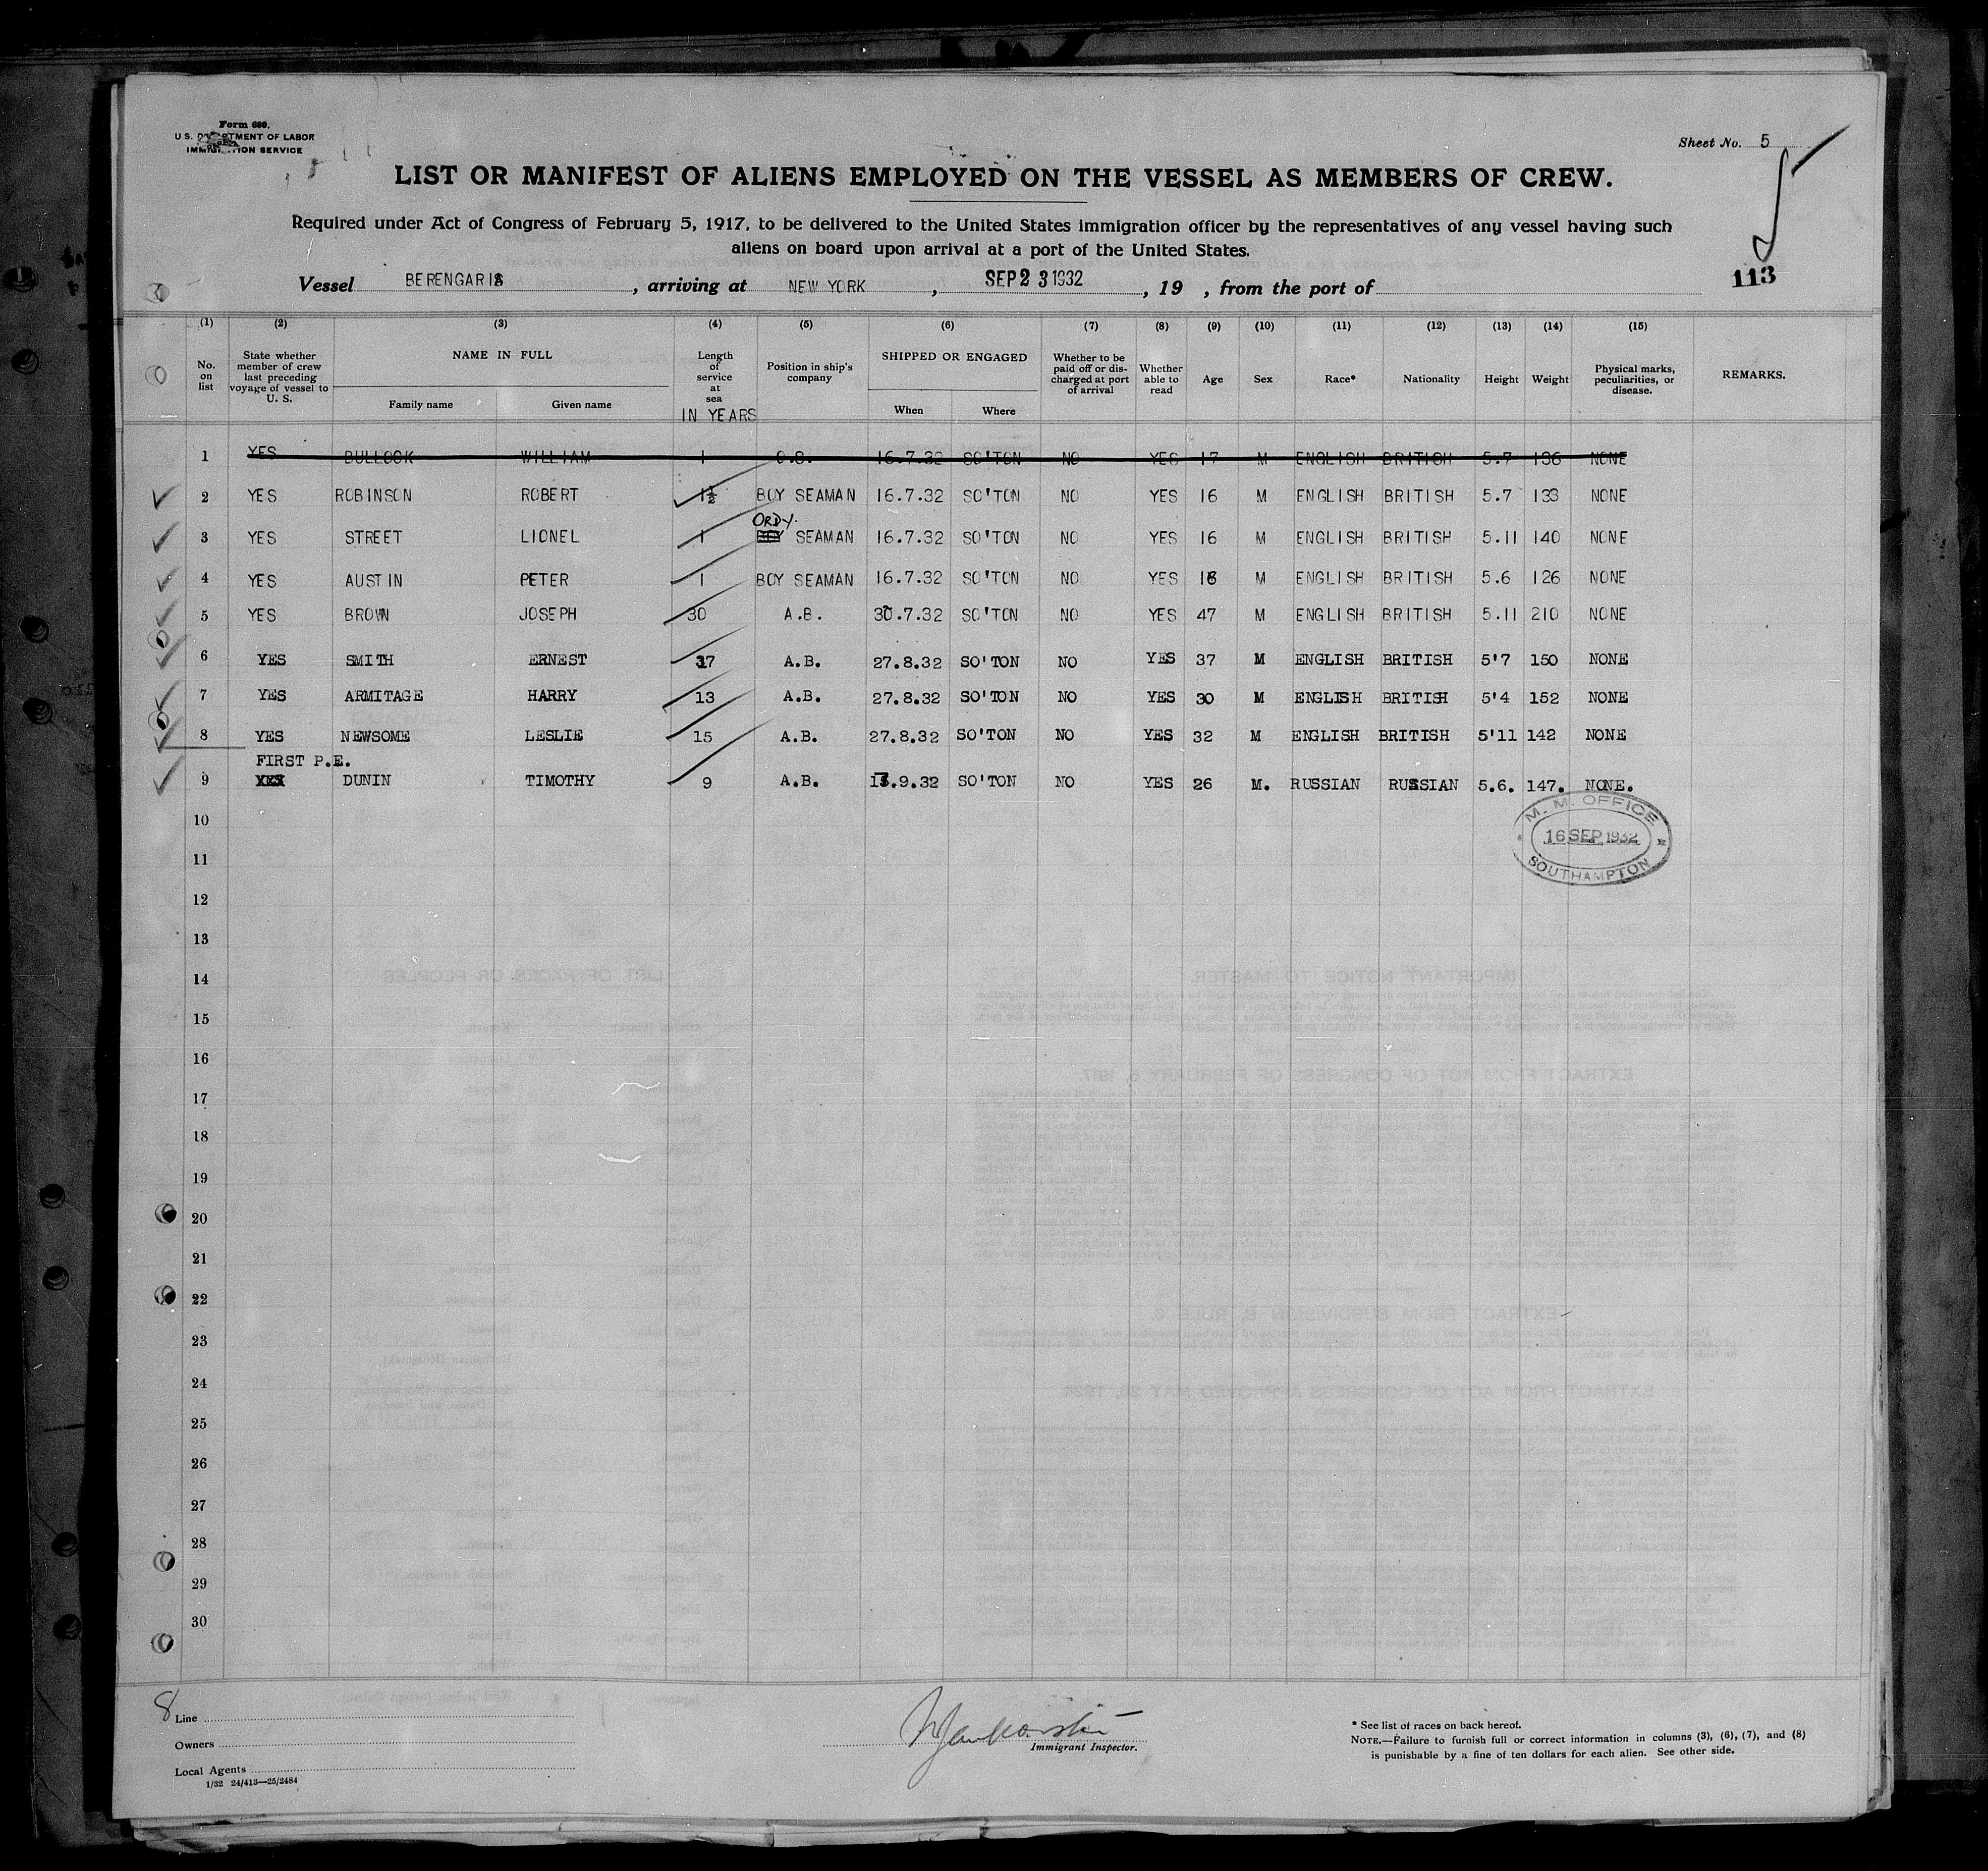 Form 680.
U.S. DEPARTMENT OF LABOR
IMMIGRATION SERVICE
Sheet No. 5
LIST OR MANIFEST OF ALIENS EMPLOYED ON THE VESSEL AS MEMBERS OF CREW.
Required under Act of Congress of February 5, 1917, to be delivered to the United States immigration officer by the representatives of any vessel having such
aliens on board upon arrival at a port of the United States.
113
Vessel BERENGARIA, arriving at NEW YORK, SEP 23 1932, 19 , from the port of
(1) (2) (3) (4) (5) (6) (7) (8) (9) (10) (11) (12) (13) (14) (15)
No. on list State whether member of crew last preceding voyage of vessel to U. S. NAME IN FULL Family name Given name Length of service at sea IN YEARS Position in ship's company SHIPPED OR ENGAGED When Where Whether to be paid off or discharged at port of arrival Whether able to read Age Sex Race* Nationality Height Weight Physical marks, peculiarities, or disease. REMARKS.
1 YES BULLOCK WILLIAM 1 O.S. 16.7.32 SO'TON NO YES 17 M ENGLISH BRITISH 5.7 136 NONE
2 YES ROBINSON ROBERT 1½ BOY SEAMAN 16.7.32 SO'TON NO YES 16 M ENGLISH BRITISH 5.7 133 NONE
ORDY.
3 YES STREET LIONEL 1 BOY SEAMAN 16.7.32 SO'TON NO YES 16 M ENGLISH BRITISH 5.11 140 NONE
4 YES AUSTIN PETER 1 BOY SEAMAN 16.7.32 SO'TON NO YES 16 M ENGLISH BRITISH 5.6 126 NONE
5 YES BROWN JOSEPH 30 A.B. 30.7.32 SO'TON NO YES 47 M ENGLISH BRITISH 5.11 210 NONE
6 YES SMITH ERNEST 17 A.B. 27.8.32 SO'TON NO YES 37 M ENGLISH BRITISH 5'7 150 NONE
7 YES ARMITAGE HARRY 13 A.B. 27.8.32 SO'TON NO YES 30 M ENGLISH BRITISH 5'4 152 NONE
8 YES NEWSOME LESLIE 15 A.B. 27.8.32 SO'TON NO YES 32 M ENGLISH BRITISH 5'11 142 NONE
FIRST P.E.
9 YES DUNIN TIMOTHY 9 A.B. 13.9.32 SO'TON NO YES 26 M. RUSSIAN RUSSIAN 5.6. 147. NONE.
M. M. OFFICE
16 SEP 1932
SOUTHAMPTON
10
11
12
13
14
15
16
17
18
19
20
21
22
23
24
25
26
27
28
29
30
8
Line
Owners
Local Agents
1/32 24/413—25/2484
Immigrant Inspector.
* See list of races on back hereof.
NOTE.—Failure to furnish full or correct information in columns (3), (6), (7), and (8)
is punishable by a fine of ten dollars for each alien. See other side.